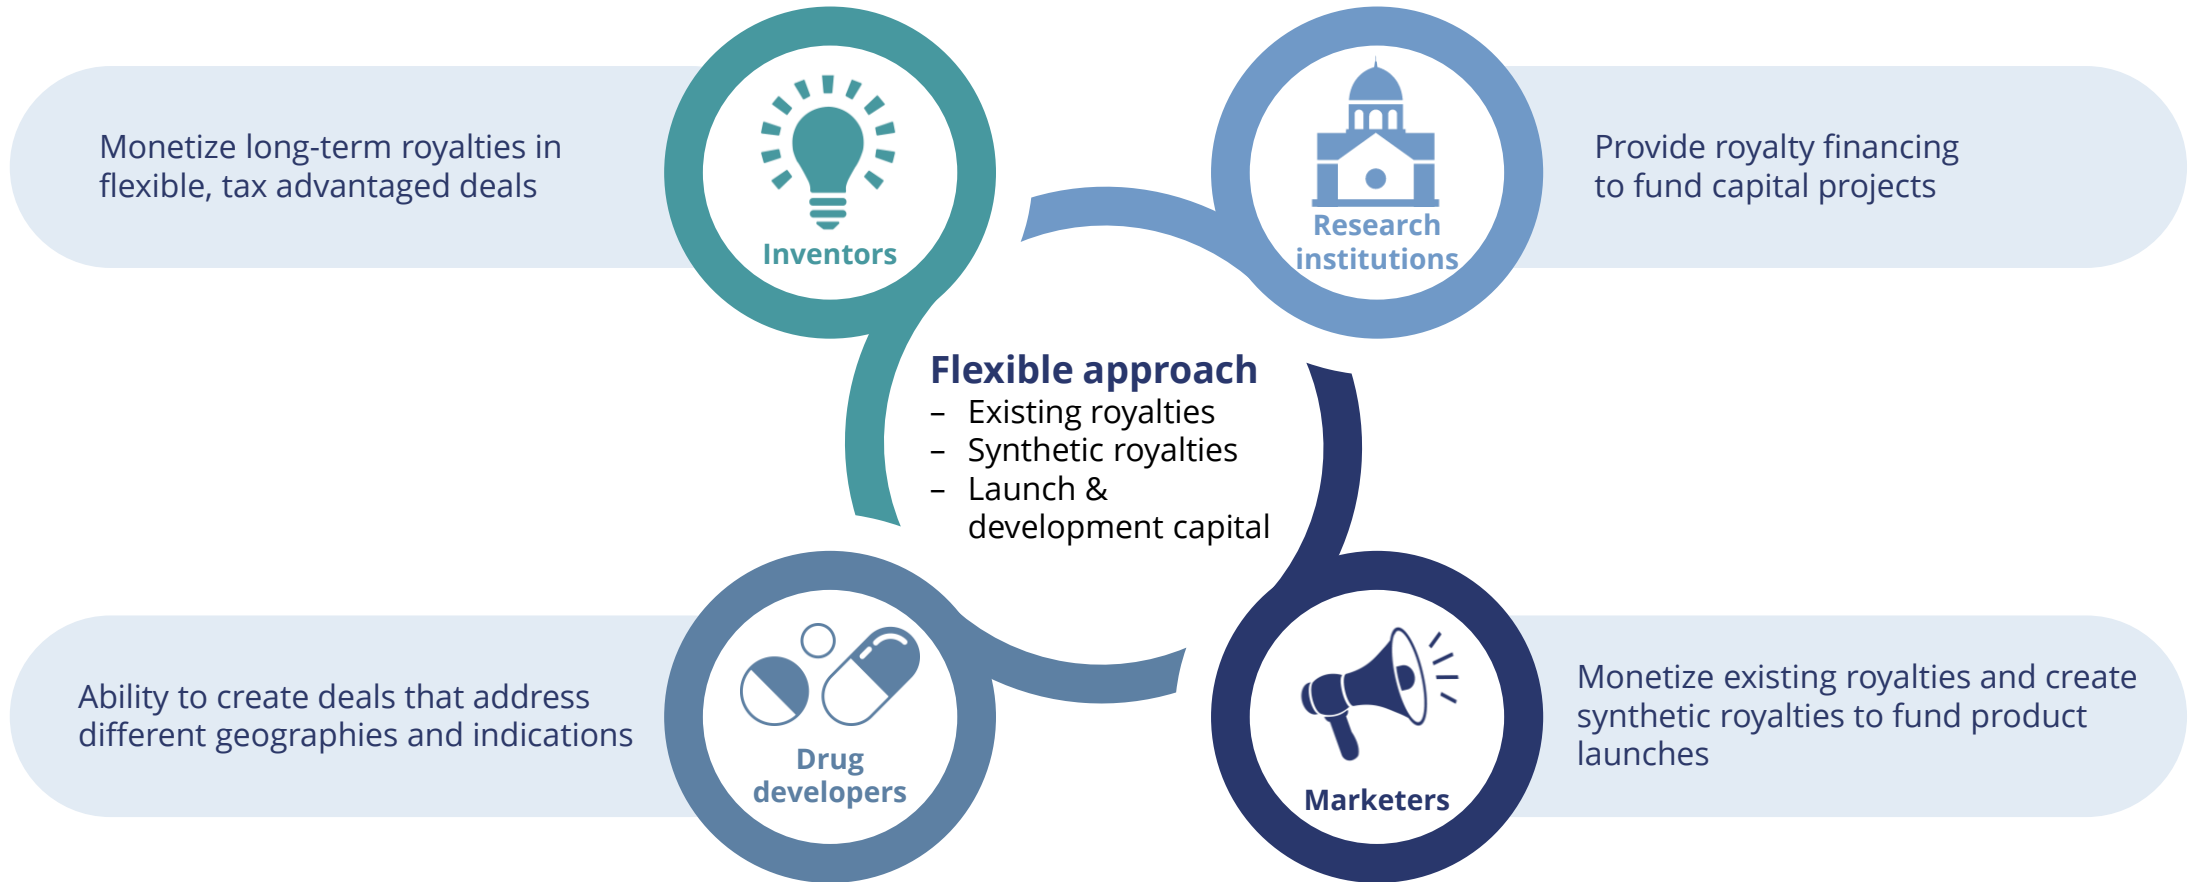 Monetize long-term royalties in
flexible, tax advantaged deals
Inventors
Research
institutions
Provide royalty financing
to fund capital projects
Flexible approach
– Existing royalties
– Synthetic royalties
– Launch &
development capital
Ability to create deals that address
different geographies and indications
Drug
developers
Marketers
Monetize existing royalties and create
synthetic royalties to fund product
launches